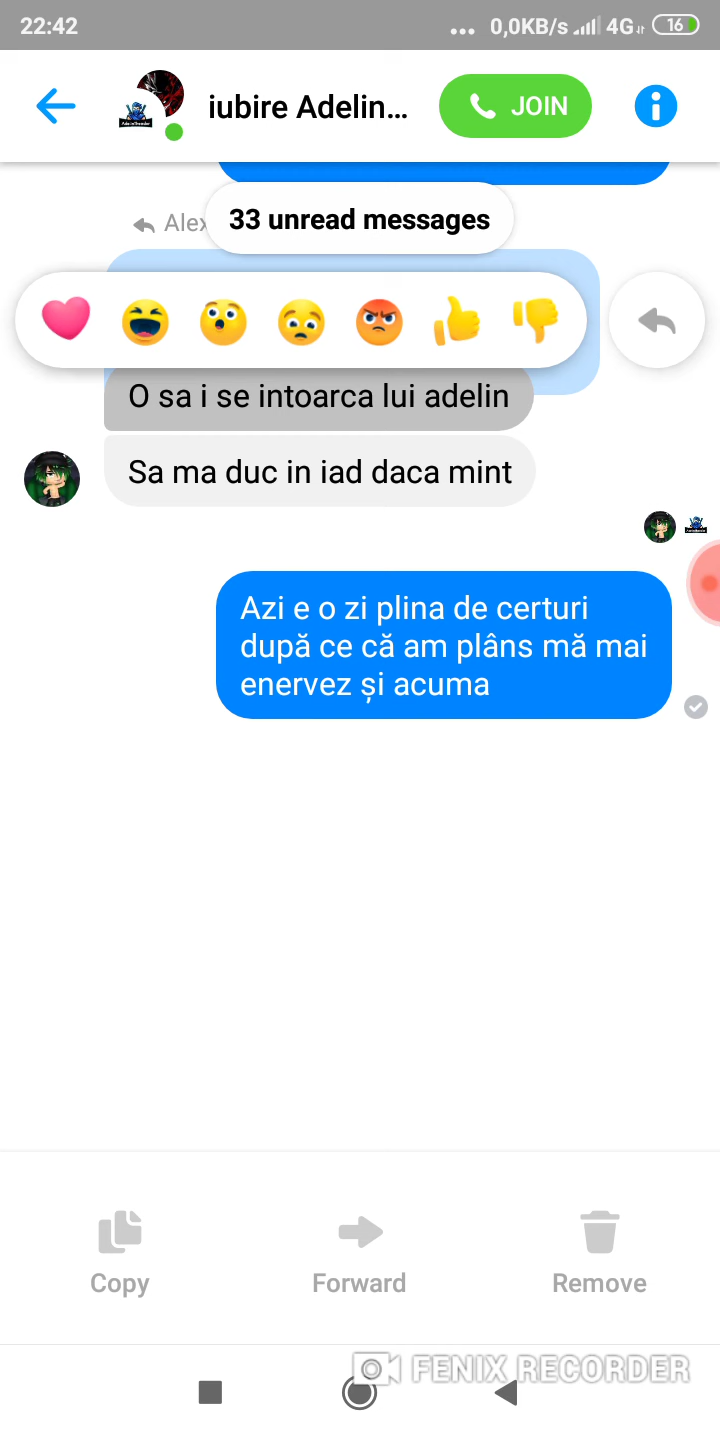 22:42
... 0,0KB/s 4G 16
iubire Adelin...
JOIN
Alex
33 unread messages
O sa i se intoarca lui adelin
Sa ma duc in iad daca mint
Azi e o zi plina de certuri
după ce că am plâns mă mai
enervez și acuma
Copy
Forward
Remove
FENIX RECORDER